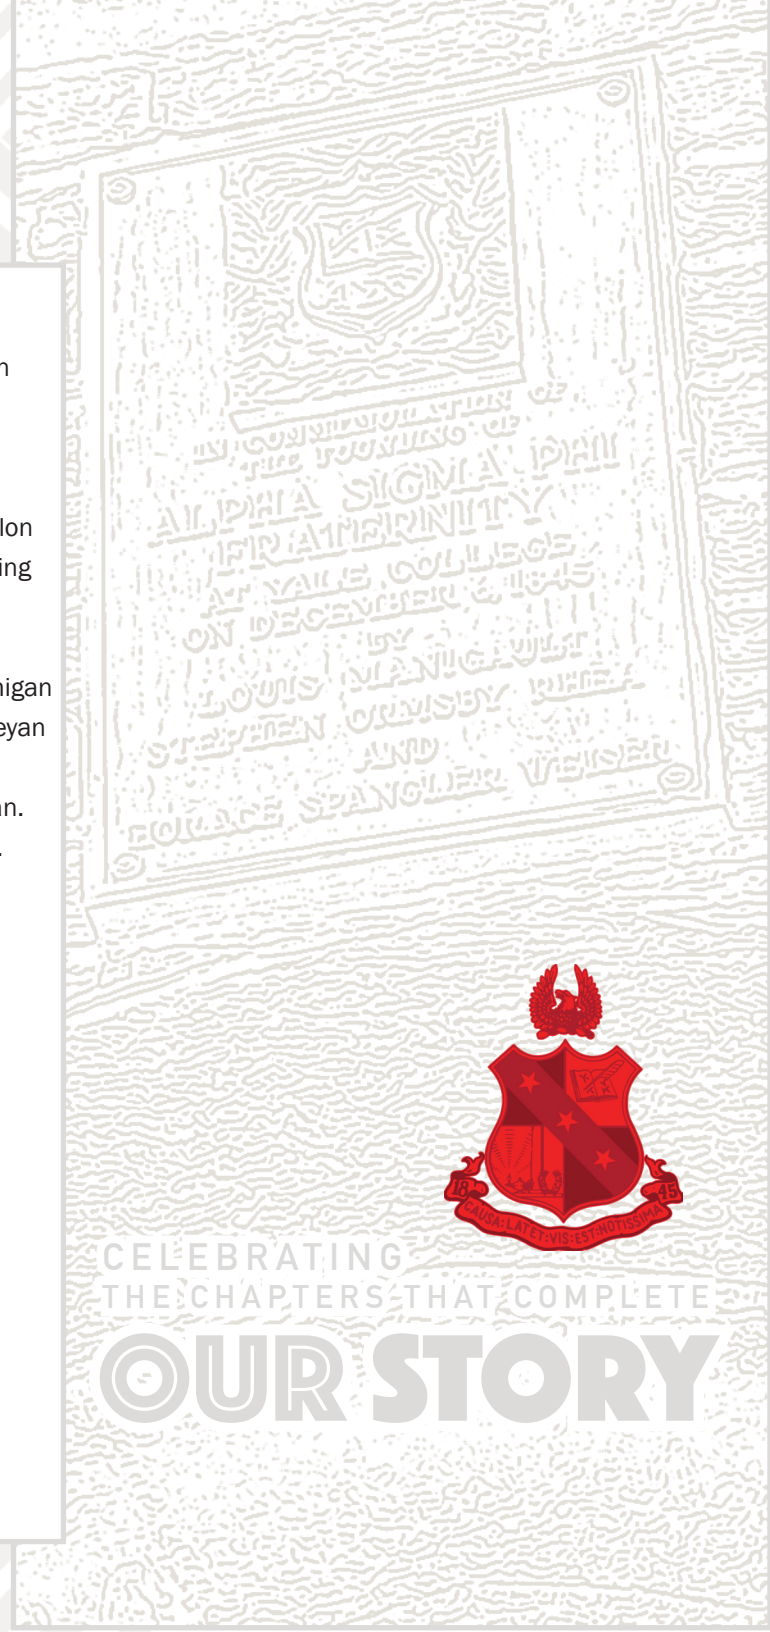 n
lon
ing
higan
eyan
an.
.
IN COMMEMORATION OF
THE FOUNDING OF
ALPHA SIGMA PHI
FRATERNITY
AT YALE COLLEGE
ON DECEMBER 6, 1845
BY
LOUIS MANIGAULT
STEPHEN ORMSBY RHEA
AND
HORACE SPANGLER WEISER
18 45
CAUSA:LATET:VIS:EST:NOTISSIMA
CELEBRATING
THE CHAPTERS THAT COMPLETE
OUR STORY